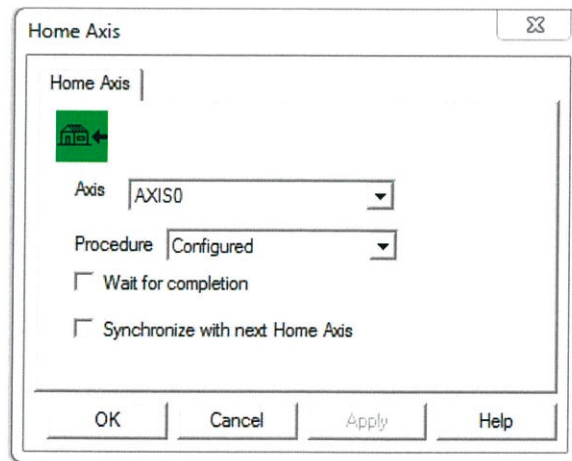 Home Axis
Home Axis
Axis AXIS0
Procedure Configured
Wait for completion
Synchronize with next Home Axis
OK Cancel Apply Help